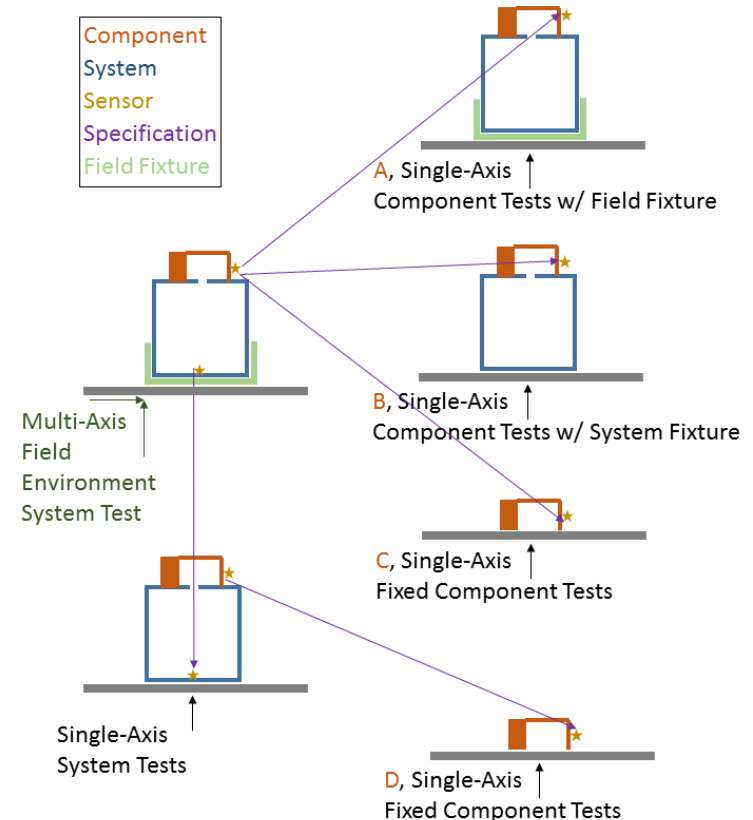 Component
System
Sensor
Specification
Field Fixture
A, Single-Axis
Component Tests w/ Field Fixture
B, Single-Axis
Component Tests w/ System Fixture
Multi-Axis
Field
Environment
System Test
C, Single-Axis
Fixed Component Tests
Single-Axis
System Tests
D, Single-Axis
Fixed Component Tests